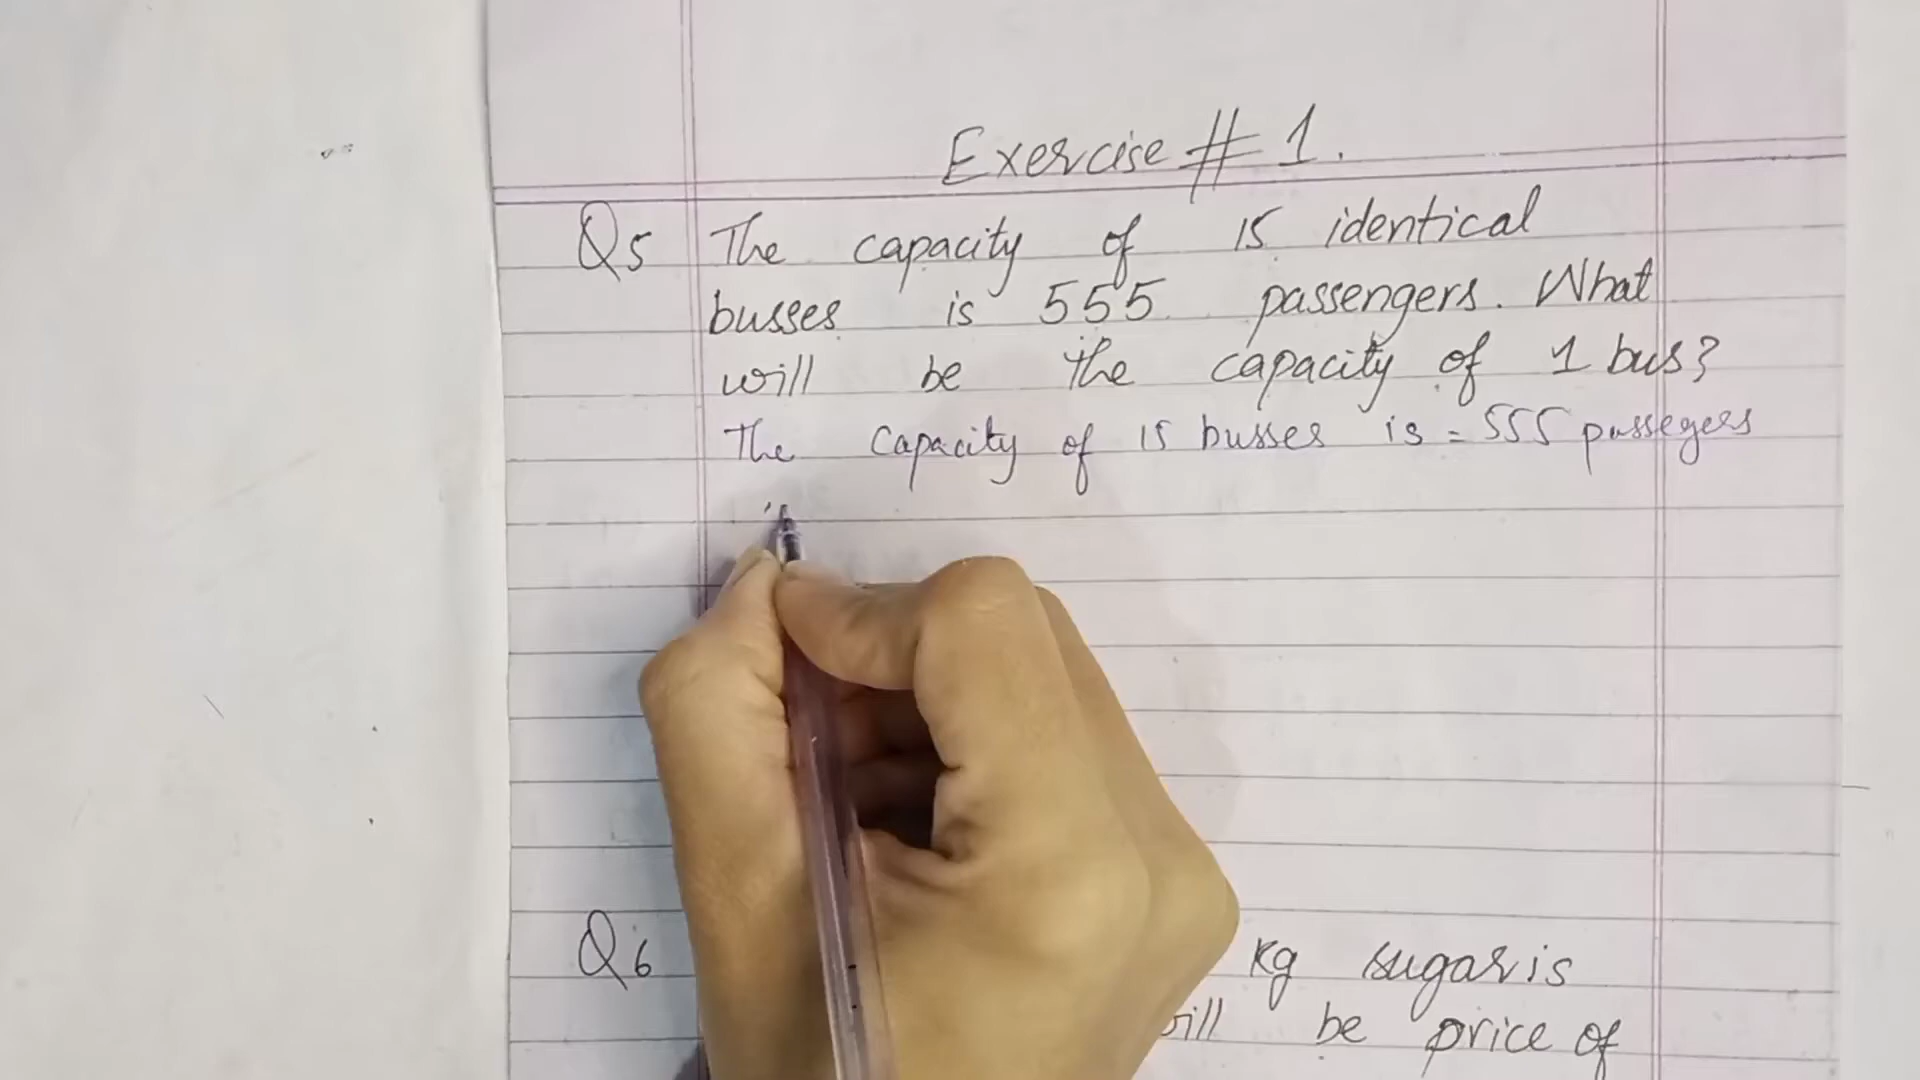 Exercise # 1.
Q5 The capacity of 15 identical
busses is 555 passengers. What
will be the capacity of 1 bus?
The capacity of 15 busses is = 555 passegers
"
Q6 kg sugar is
be price of